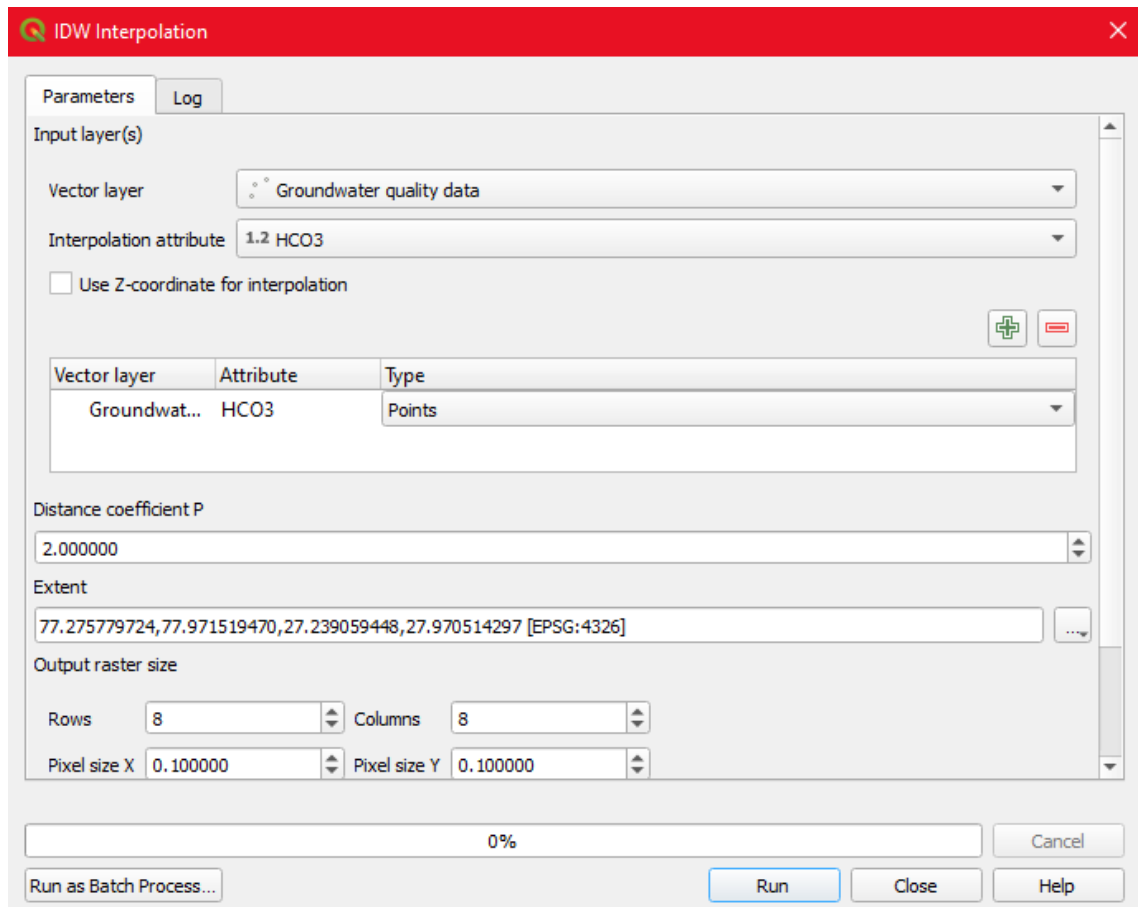 IDW Interpolation
Parameters Log
Input layer(s)
Vector layer Groundwater quality data
Interpolation attribute 1.2 HCO3
Use Z-coordinate for interpolation
Vector layer Attribute Type
Groundwat... HCO3 Points
Distance coefficient P
2.000000
Extent
77.275779724,77.971519470,27.239059448,27.970514297 [EPSG:4326]
...
Output raster size
Rows 8 Columns 8
Pixel size X 0.100000 Pixel size Y 0.100000
0% Cancel
Run as Batch Process... Run Close Help